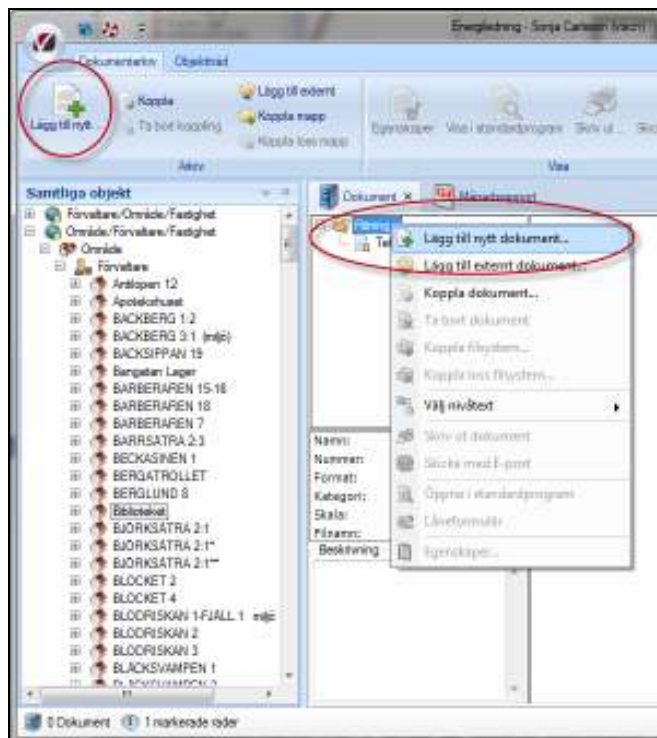 Energiledning - Sonja Carlsson (vacm)
Dokumentarkiv Objektträd
Lägg till nytt...
Koppla
Ta bort koppling
Lägg till externt
Koppla mapp
Koppla loss mapp
Egenskaper Visa i standardprogram Skriv ut...
Arkiv
Visa
Samtliga objekt
Förvaltare/Område/Fastighet
Område/Förvaltare/Fastighet
Område
Förvaltare
Antilopen 12
Apotekshuset
BACKBERG 1:2
BACKBERG 3:1 (miljö)
BACKSIPPAN 19
Bangatan Lager
BARBERAREN 15-16
BARBERAREN 18
BARBERAREN 7
BARRSÄTRA 2:3
BECKASINEN 1
BERGATROLLET
BERGLUND 8
Biblioteket
BJÖRKSÄTRA 2:1
BJÖRKSÄTRA 2:1*
BJÖRKSÄTRA 2:1**
BLOCKET 2
BLOCKET 4
BLODRISKAN 1-FJÄLL 1 miljö
BLODRISKAN 2
BLODRISKAN 3
BLÄCKSVAMPEN 1
Dokument
Ritning
Lägg till nytt dokument...
Lägg till externt dokument...
Koppla dokument...
Ta bort dokument
Koppla filsystem...
Koppla loss filsystem...
Välj nivåtext
Skriv ut dokument
Skicka med E-post
Öppna i standardprogram
Låneformulär
Egenskaper...
Namn:
Nummer:
Format:
Kategori:
Skala:
Filnamn:
Beskrivning
0 Dokument 1 markerade rader